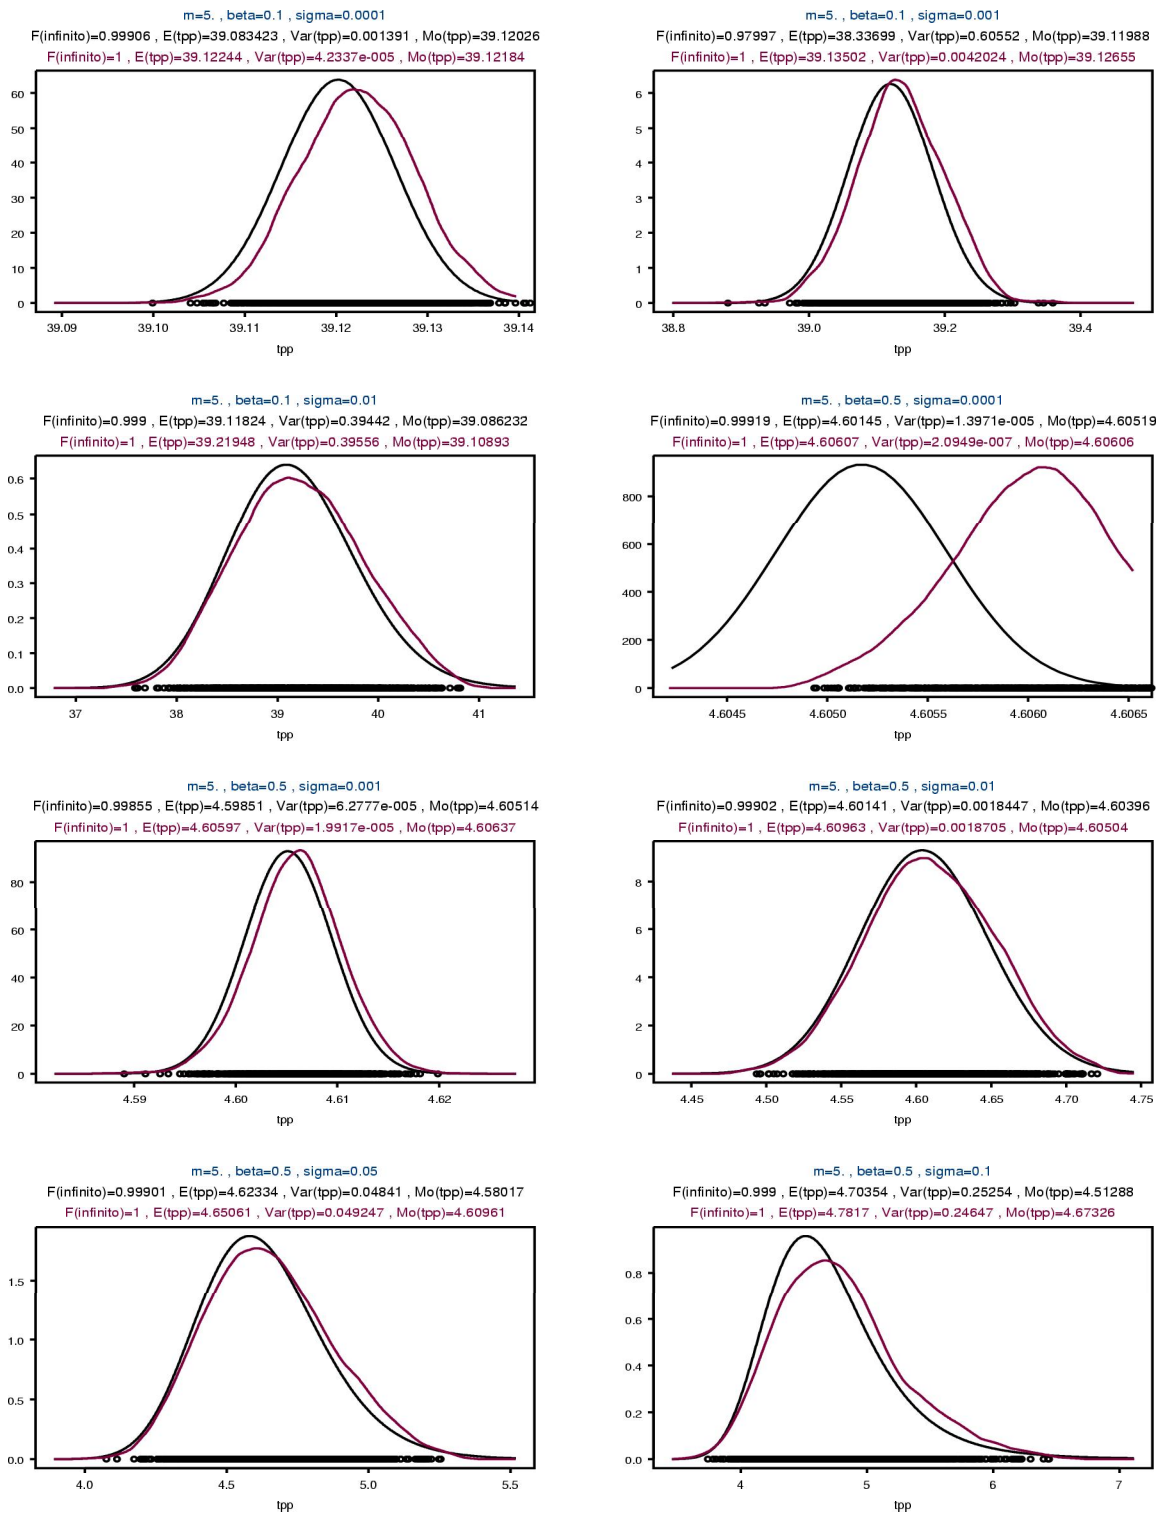 m=5. , beta=0.1 , sigma=0.0001
F(infinito)=0.99906 , E(tpp)=39.083423 , Var(tpp)=0.001391 , Mo(tpp)=39.12026
F(infinito)=1 , E(tpp)=39.12244 , Var(tpp)=4.2337e-005 , Mo(tpp)=39.12184
60
50
40
30
20
10
0
39.09 39.10 39.11 39.12 39.13 39.14
tpp
m=5. , beta=0.1 , sigma=0.001
F(infinito)=0.97997 , E(tpp)=38.33699 , Var(tpp)=0.60552 , Mo(tpp)=39.11988
F(infinito)=1 , E(tpp)=39.13502 , Var(tpp)=0.0042024 , Mo(tpp)=39.12655
6
5
4
3
2
1
0
38.8 39.0 39.2 39.4
tpp
m=5. , beta=0.1 , sigma=0.01
F(infinito)=0.999 , E(tpp)=39.11824 , Var(tpp)=0.39442 , Mo(tpp)=39.086232
F(infinito)=1 , E(tpp)=39.21948 , Var(tpp)=0.39556 , Mo(tpp)=39.10893
0.6
0.5
0.4
0.3
0.2
0.1
0.0
37 38 39 40 41
tpp
m=5. , beta=0.5 , sigma=0.0001
F(infinito)=0.99919 , E(tpp)=4.60145 , Var(tpp)=1.3971e-005 , Mo(tpp)=4.60519
F(infinito)=1 , E(tpp)=4.60607 , Var(tpp)=2.0949e-007 , Mo(tpp)=4.60606
800
600
400
200
0
4.6045 4.6050 4.6055 4.6060 4.6065
tpp
m=5. , beta=0.5 , sigma=0.001
F(infinito)=0.99855 , E(tpp)=4.59851 , Var(tpp)=6.2777e-005 , Mo(tpp)=4.60514
F(infinito)=1 , E(tpp)=4.60597 , Var(tpp)=1.9917e-005 , Mo(tpp)=4.60637
80
60
40
20
0
4.59 4.60 4.61 4.62
tpp
m=5. , beta=0.5 , sigma=0.01
F(infinito)=0.99902 , E(tpp)=4.60141 , Var(tpp)=0.0018447 , Mo(tpp)=4.60396
F(infinito)=1 , E(tpp)=4.60963 , Var(tpp)=0.0018705 , Mo(tpp)=4.60504
8
6
4
2
0
4.45 4.50 4.55 4.60 4.65 4.70 4.75
tpp
m=5. , beta=0.5 , sigma=0.05
F(infinito)=0.99901 , E(tpp)=4.62334 , Var(tpp)=0.04841 , Mo(tpp)=4.58017
F(infinito)=1 , E(tpp)=4.65061 , Var(tpp)=0.049247 , Mo(tpp)=4.60961
1.5
1.0
0.5
0.0
4.0 4.5 5.0 5.5
tpp
m=5. , beta=0.5 , sigma=0.1
F(infinito)=0.999 , E(tpp)=4.70354 , Var(tpp)=0.25254 , Mo(tpp)=4.51288
F(infinito)=1 , E(tpp)=4.7817 , Var(tpp)=0.24647 , Mo(tpp)=4.67326
0.8
0.6
0.4
0.2
0.0
4 5 6 7
tpp